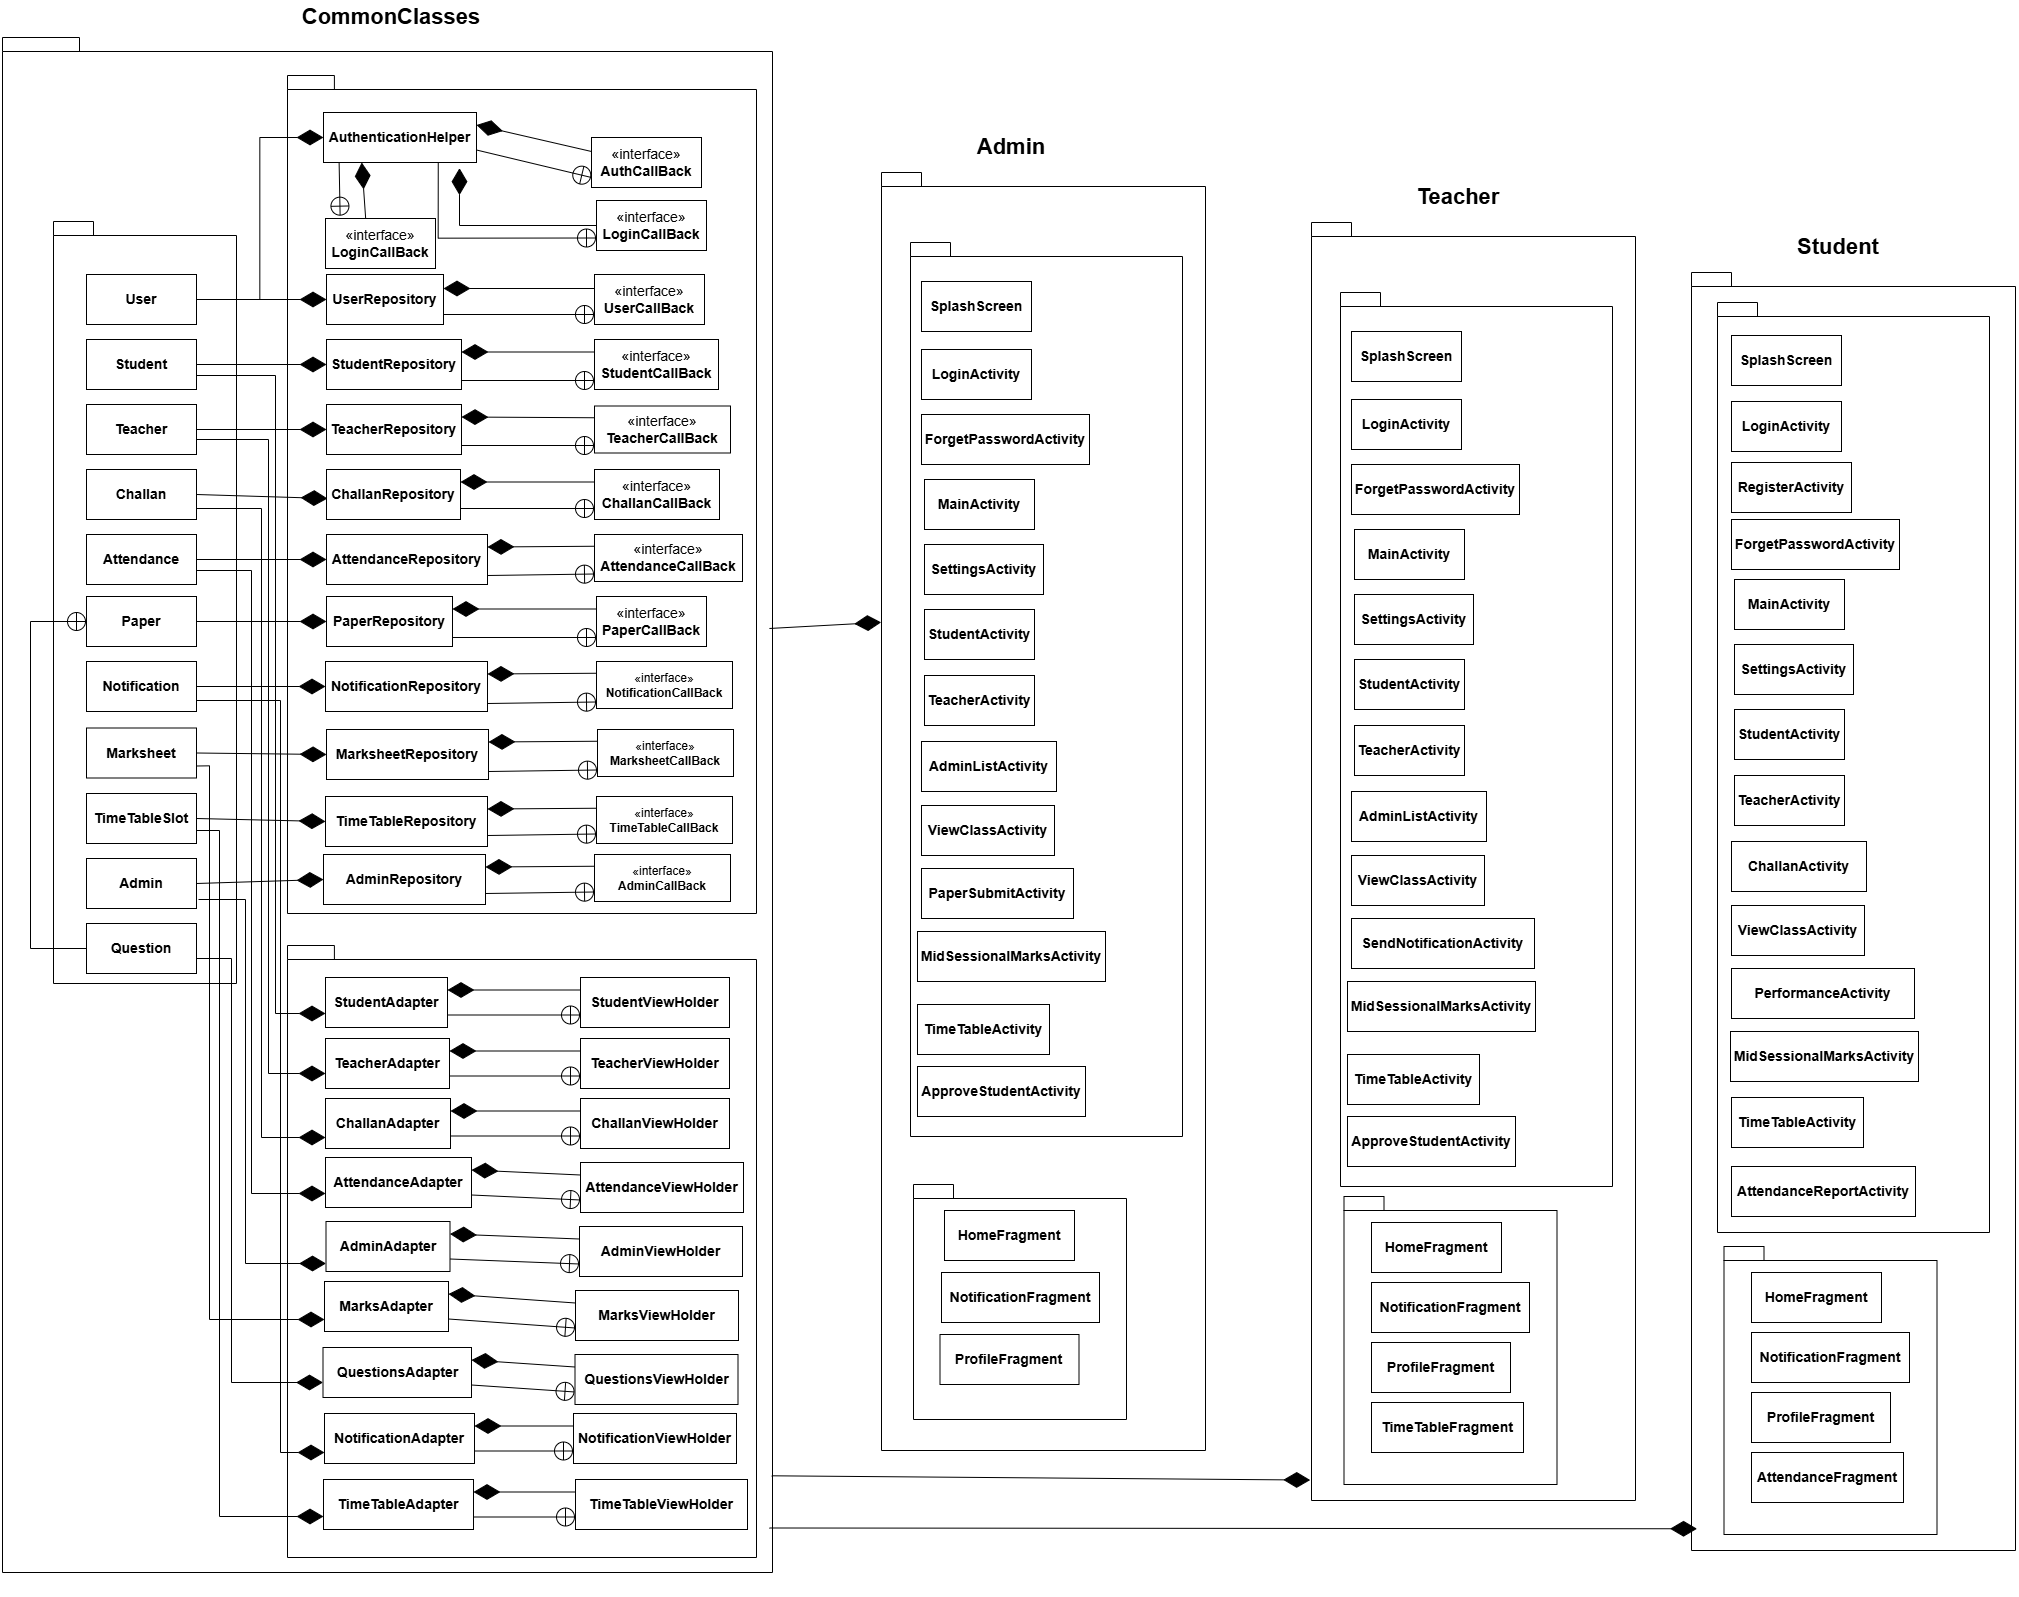 CommonClasses
AuthenticationHelper
«interface»
AuthCallBack
«interface»
LoginCallBack
«interface»
LoginCallBack
User
UserRepository
«interface»
UserCallBack
Student
StudentRepository
«interface»
StudentCallBack
Teacher
TeacherRepository
«interface»
TeacherCallBack
Challan
ChallanRepository
«interface»
ChallanCallBack
Attendance
AttendanceRepository
«interface»
AttendanceCallBack
Paper
PaperRepository
«interface»
PaperCallBack
Notification
NotificationRepository
«interface»
NotificationCallBack
Marksheet
MarksheetRepository
«interface»
MarksheetCallBack
TimeTableSlot
TimeTableRepository
«interface»
TimeTableCallBack
Admin
AdminRepository
«interface»
AdminCallBack
Question
StudentAdapter
StudentViewHolder
TeacherAdapter
TeacherViewHolder
ChallanAdapter
ChallanViewHolder
AttendanceAdapter
AttendanceViewHolder
AdminAdapter
AdminViewHolder
MarksAdapter
MarksViewHolder
QuestionsAdapter
QuestionsViewHolder
NotificationAdapter
NotificationViewHolder
TimeTableAdapter
TimeTableViewHolder
Admin
SplashScreen
LoginActivity
ForgetPasswordActivity
MainActivity
SettingsActivity
StudentActivity
TeacherActivity
AdminListActivity
ViewClassActivity
PaperSubmitActivity
MidSessionalMarksActivity
TimeTableActivity
ApproveStudentActivity
HomeFragment
NotificationFragment
ProfileFragment
Teacher
SplashScreen
LoginActivity
ForgetPasswordActivity
MainActivity
SettingsActivity
StudentActivity
TeacherActivity
AdminListActivity
ViewClassActivity
SendNotificationActivity
MidSessionalMarksActivity
TimeTableActivity
ApproveStudentActivity
HomeFragment
NotificationFragment
ProfileFragment
TimeTableFragment
Student
SplashScreen
LoginActivity
RegisterActivity
ForgetPasswordActivity
MainActivity
SettingsActivity
StudentActivity
TeacherActivity
ChallanActivity
ViewClassActivity
PerformanceActivity
MidSessionalMarksActivity
TimeTableActivity
AttendanceReportActivity
HomeFragment
NotificationFragment
ProfileFragment
AttendanceFragment